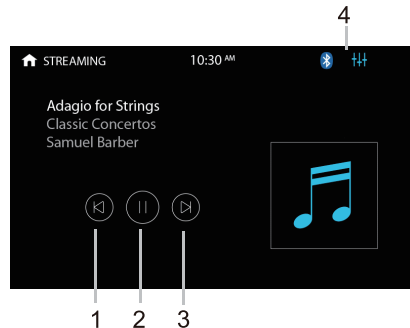 4
STREAMING 10:30 AM
Adagio for Strings
Classic Concertos
Samuel Barber
1 2 3